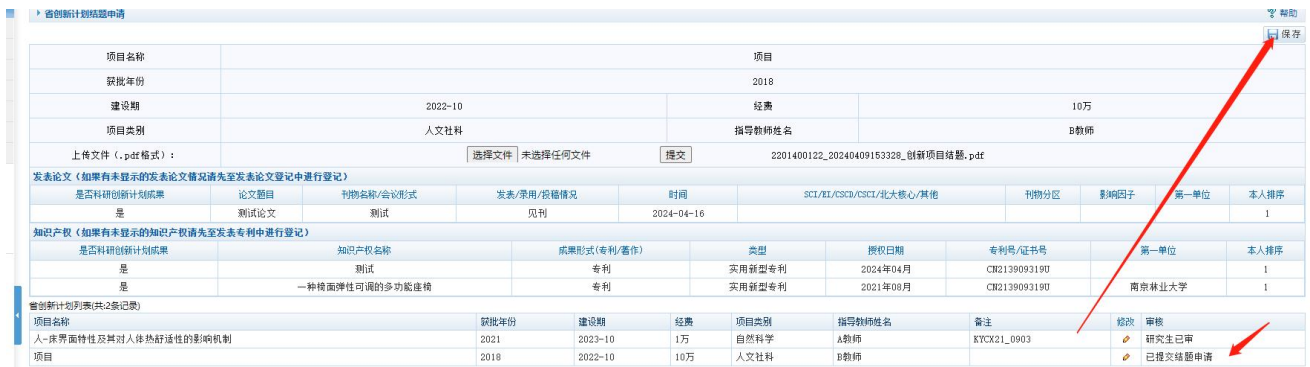 省创新计划结题申请 帮助
保存
项目名称 项目
获批年份 2018
建设期 2022-10 经费 10万
项目类别 人文社科 指导教师姓名 B教师
上传文件（.pdf格式）： 选择文件 未选择任何文件 提交 2201400122_20240409153328_创新项目结题.pdf
发表论文（如果有未显示的发表论文情况请先至发表论文登记中进行登记）
是否科研创新计划成果 论文题目 刊物名称/会议形式 发表/录用/投稿情况 时间 SCI/EI/CSCD/CSCI/北大核心/其他 刊物分区 影响因子 第一单位 本人排序
是 测试论文 测试 见刊 2024-04-16 1
知识产权（如果有未显示的知识产权请先至发表专利中进行登记）
是否科研创新计划成果 知识产权名称 成果形式(专利/著作) 类型 授权日期 专利号/证书号 第一单位 本人排序
是 测试 专利 实用新型专利 2024年04月 CN213909319U 1
是 一种椅面弹性可调的多功能座椅 专利 实用新型专利 2021年08月 CN213909319U 南京林业大学 1
省创新计划列表(共:2条记录)
项目名称 获批年份 建设期 经费 项目类别 指导教师姓名 备注 修改 审核
人-床界面特性及其对人体热舒适性的影响机制 2021 2023-10 1万 自然科学 A教师 KYCX21_0903 研究生已审
项目 2018 2022-10 10万 人文社科 B教师 已提交结题申请